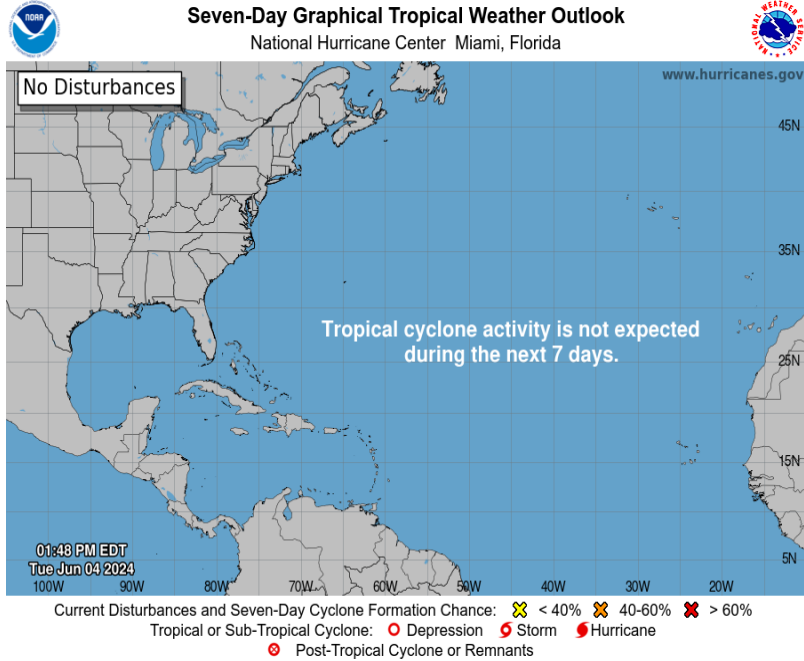 Seven-Day Graphical Tropical Weather Outlook
National Hurricane Center Miami, Florida
NOAA
NATIONAL WEATHER SERVICE
No Disturbances
www.hurricanes.gov
45N
35N
Tropical cyclone activity is not expected
during the next 7 days.
25N
15N
01:48 PM EDT
Tue Jun 04 2024
5N
100W 90W 80W 70W 60W 50W 40W 30W 20W
Current Disturbances and Seven-Day Cyclone Formation Chance: < 40% 40-60% > 60%
Tropical or Sub-Tropical Cyclone: Depression Storm Hurricane
Post-Tropical Cyclone or Remnants